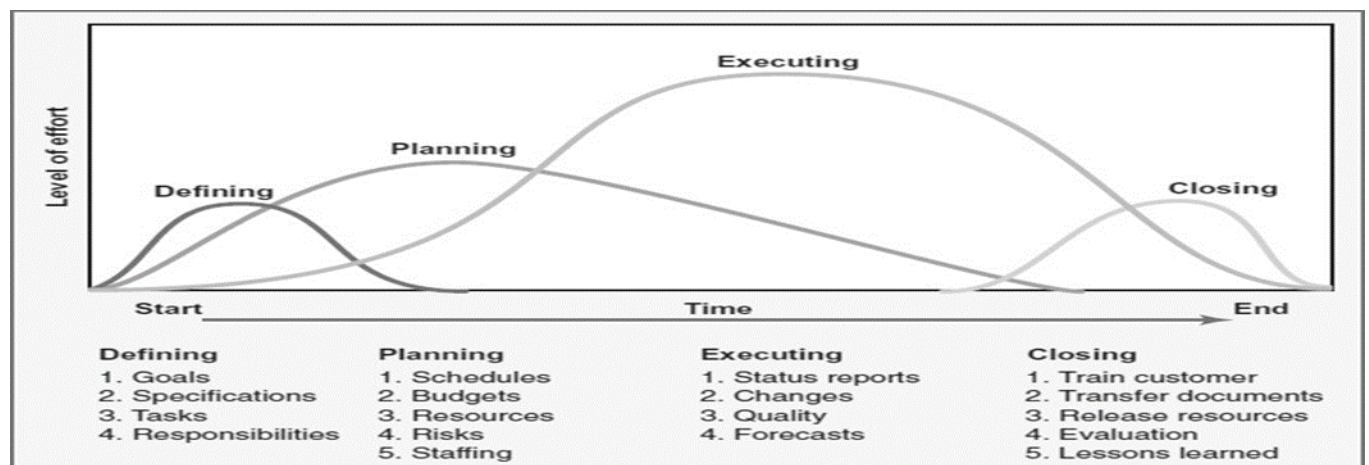 Executing
Planning
Defining
Closing
Level of effort
Start
Time
End
Defining
1. Goals
2. Specifications
3. Tasks
4. Responsibilities
Planning
1. Schedules
2. Budgets
3. Resources
4. Risks
5. Staffing
Executing
1. Status reports
2. Changes
3. Quality
4. Forecasts
Closing
1. Train customer
2. Transfer documents
3. Release resources
4. Evaluation
5. Lessons learned